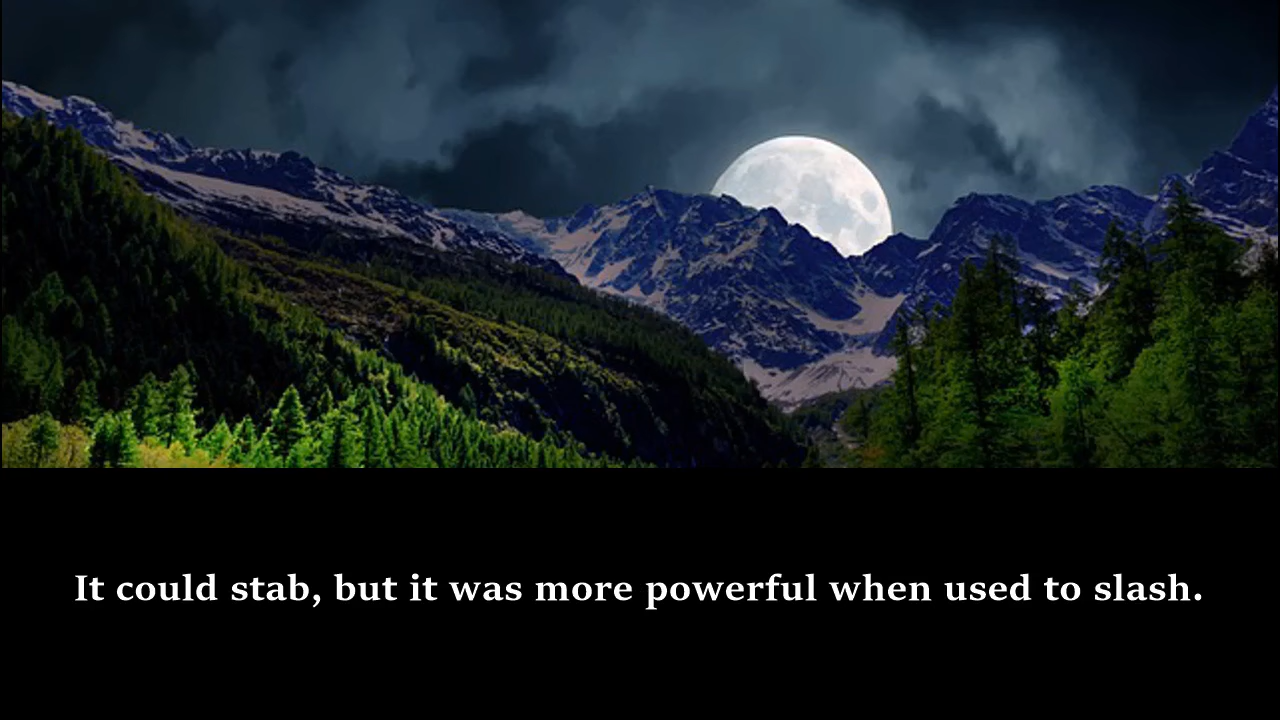 It could stab, but it was more powerful when used to slash.